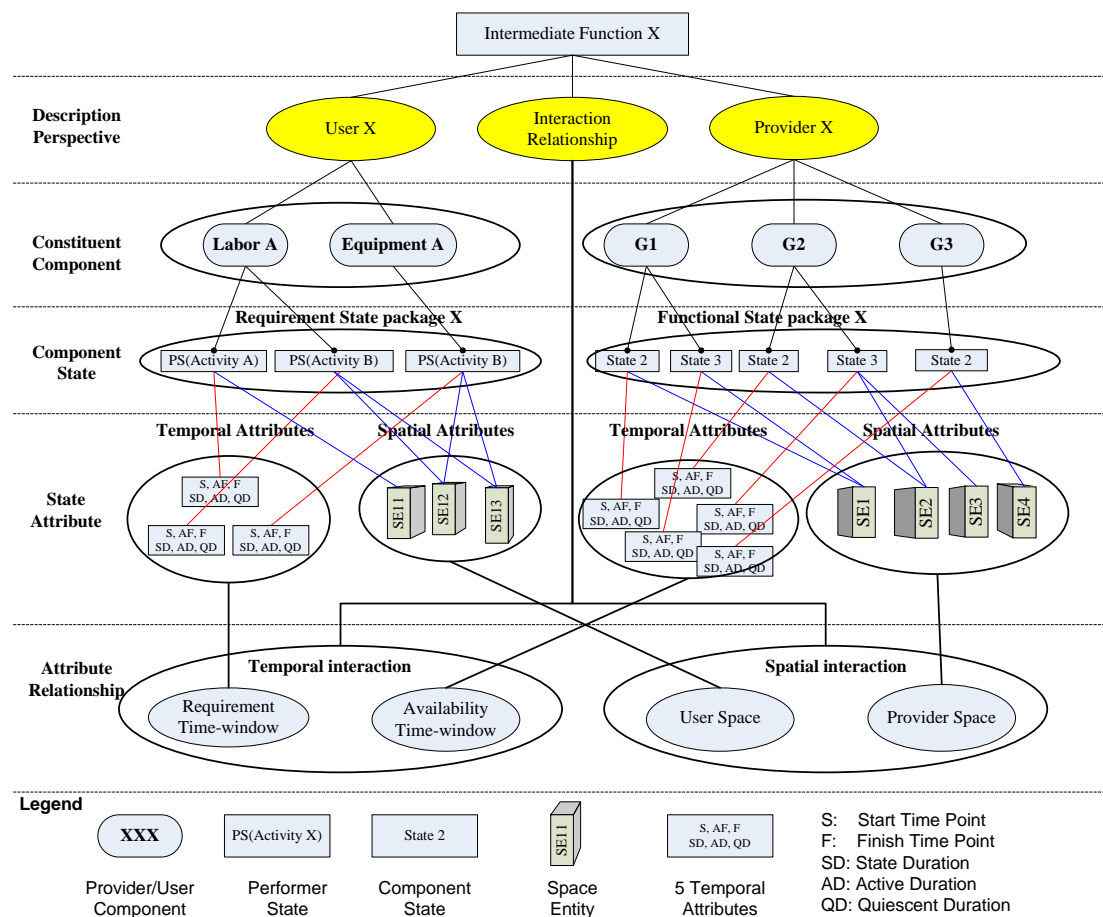 Intermediate Function X
Description
Perspective
User X
Interaction
Relationship
Provider X
Constituent
Component
Labor A
Equipment A
G1
G2
G3
Requirement State package X
Functional State package X
Component
State
PS(Activity A)
PS(Activity B)
PS(Activity B)
State 2
State 3
State 2
State 3
State 2
Temporal Attributes
Spatial Attributes
Temporal Attributes
Spatial Attributes
State
Attribute
S, AF, F
SD, AD, QD
S, AF, F
SD, AD, QD
S, AF, F
SD, AD, QD
SE11
SE12
SE13
S, AF, F
SD, AD, QD
S, AF, F
SD, AD, QD
S, AF, F
SD, AD, QD
S, AF, F
SD, AD, QD
S, AF, F
SD, AD, QD
SE1
SE2
SE3
SE4
Attribute
Relationship
Temporal interaction
Spatial interaction
Requirement
Time-window
Availability
Time-window
User Space
Provider Space
Legend
XXX
PS(Activity X)
State 2
SE11
S, AF, F
SD, AD, QD
Provider/User
Component
Performer
State
Component
State
Space
Entity
5 Temporal
Attributes
S: Start Time Point
F: Finish Time Point
SD: State Duration
AD: Active Duration
QD: Quiescent Duration